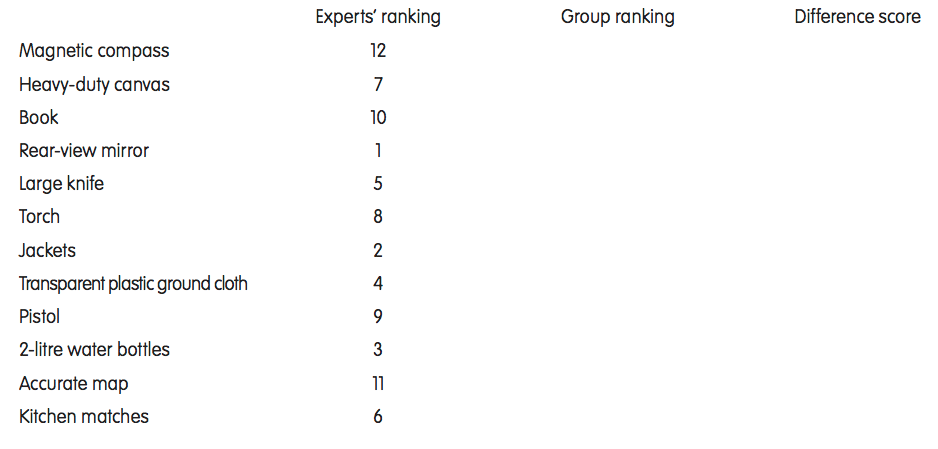 Experts’ ranking Group ranking Difference score
Magnetic compass 12
Heavy-duty canvas 7
Book 10
Rear-view mirror 1
Large knife 5
Torch 8
Jackets 2
Transparent plastic ground cloth 4
Pistol 9
2-litre water bottles 3
Accurate map 11
Kitchen matches 6